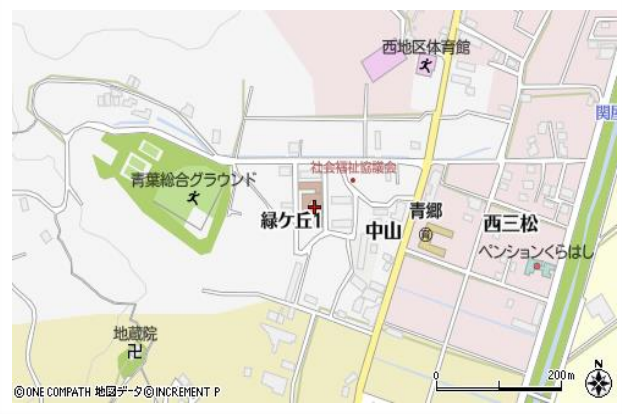 西地区体育館
関屋
社会福祉協議会
青葉総合グラウンド
緑ケ丘1
中山
青郷
西三松
ペンションくらはし
地蔵院
0
200m
©ONE COMPATH 地図データ©INCREMENT P